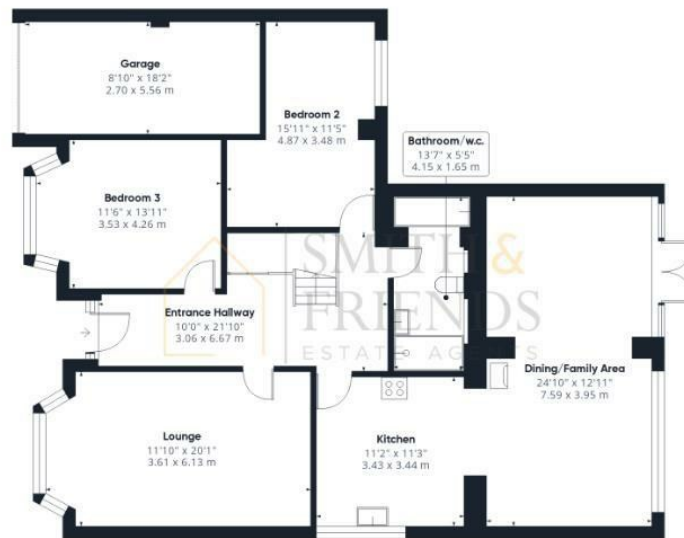 Garage
8'10" x 18'2"
2.70 x 5.56 m
Bedroom 2
15'11" x 11'5"
4.87 x 3.48 m
Bathroom/w.c.
13'7" x 5'5"
4.15 x 1.65 m
Bedroom 3
11'6" x 13'11"
3.53 x 4.26 m
SMITH &
FRIENDS
ESTATE AGENTS
Entrance Hallway
10'0" x 21'10"
3.06 x 6.67 m
Dining/Family Area
24'10" x 12'11"
7.59 x 3.95 m
Lounge
11'10" x 20'1"
3.61 x 6.13 m
Kitchen
11'2" x 11'3"
3.43 x 3.44 m